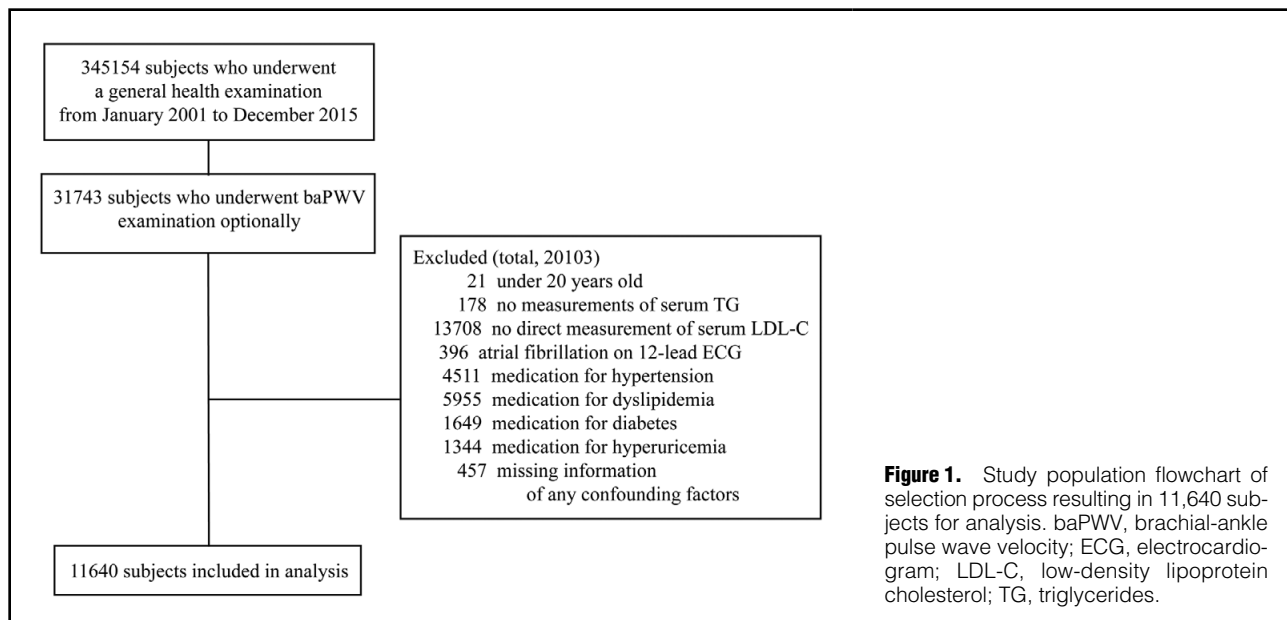 345154 subjects who underwent
a general health examination
from January 2001 to December 2015
31743 subjects who underwent baPWV
examination optionally
Excluded (total, 20103)
21 under 20 years old
178 no measurements of serum TG
13708 no direct measurement of serum LDL-C
396 atrial fibrillation on 12-lead ECG
4511 medication for hypertension
5955 medication for dyslipidemia
1649 medication for diabetes
1344 medication for hyperuricemia
457 missing information
of any confounding factors
11640 subjects included in analysis
Figure 1. Study population flowchart of
selection process resulting in 11,640 sub-
jects for analysis. baPWV, brachial-ankle
pulse wave velocity; ECG, electrocardio-
gram; LDL-C, low-density lipoprotein
cholesterol; TG, triglycerides.